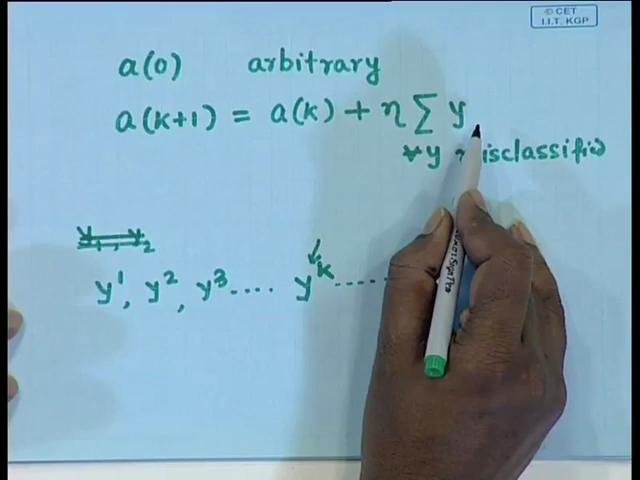 © CET
I.I.T. KGP
a(0) arbitrary
a(k+1) = a(k) + η Σ y
∀y misclassified
y¹, y², y³.... yᵏ.....